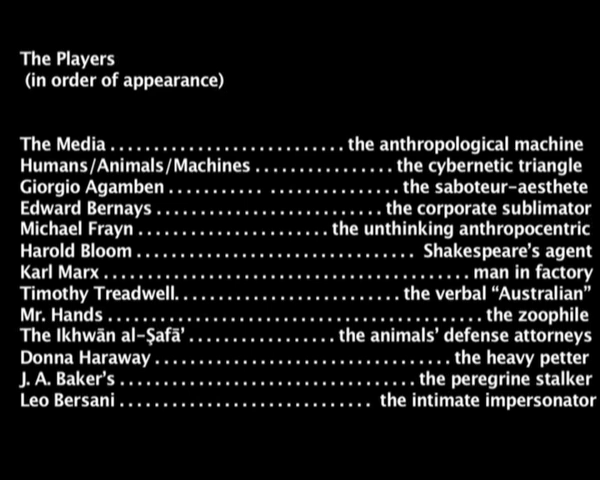 The Players
(in order of appearance)
The Media . . . . . . . . . . . . . . . . . . . . . . . . . . . the anthropological machine
Humans/Animals/Machines . . . . . . . . . . . . . . . . the cybernetic triangle
Giorgio Agamben . . . . . . . . . . . . . . . . . . . . . . . . . . the saboteur-aesthete
Edward Bernays . . . . . . . . . . . . . . . . . . . . . . . . . . the corporate sublimator
Michael Frayn . . . . . . . . . . . . . . . . . . . . . . the unthinking anthropocentric
Harold Bloom . . . . . . . . . . . . . . . . . . . . . . . . . . . . . . . . Shakespeare's agent
Karl Marx . . . . . . . . . . . . . . . . . . . . . . . . . . . . . . . . . . . . . . . . . . man in factory
Timothy Treadwell. . . . . . . . . . . . . . . . . . . . . . . . . . the verbal “Australian”
Mr. Hands . . . . . . . . . . . . . . . . . . . . . . . . . . . . . . . . . . . . . . . . . . . the zoophile
The Ikhwān al-Ṣafā' . . . . . . . . . . . . . . . . . the animals' defense attorneys
Donna Haraway . . . . . . . . . . . . . . . . . . . . . . . . . . . . . . . . . . the heavy petter
J. A. Baker's . . . . . . . . . . . . . . . . . . . . . . . . . . . . . . . . . . the peregrine stalker
Leo Bersani . . . . . . . . . . . . . . . . . . . . . . . . . . . . . the intimate impersonator